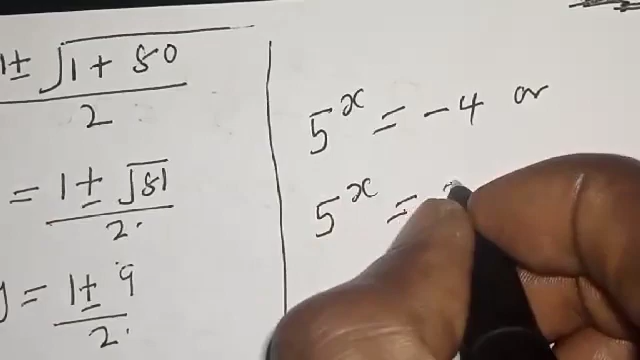 1± √1 + 80
2
= 1± √81
2
y = 1± 9
2
5^x = -4 or
5^x =